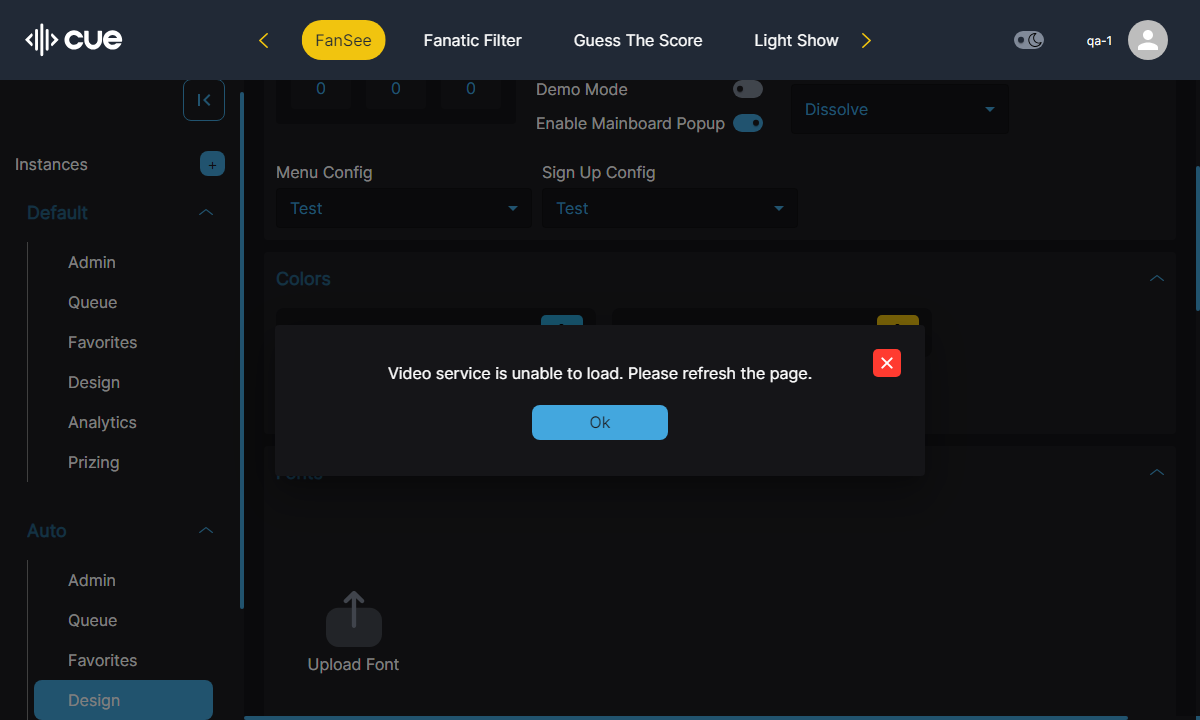 cue
FanSee
Fanatic Filter
Guess The Score
Light Show
qa-1
Instances
+
Default
Admin
Queue
Favorites
Design
Analytics
Prizing
Auto
Admin
Queue
Favorites
Design
0 0 0
Demo Mode
Enable Mainboard Popup
Dissolve
Menu Config
Sign Up Config
Test
Test
Colors
Video service is unable to load. Please refresh the page.
Ok
Fonts
Upload Font